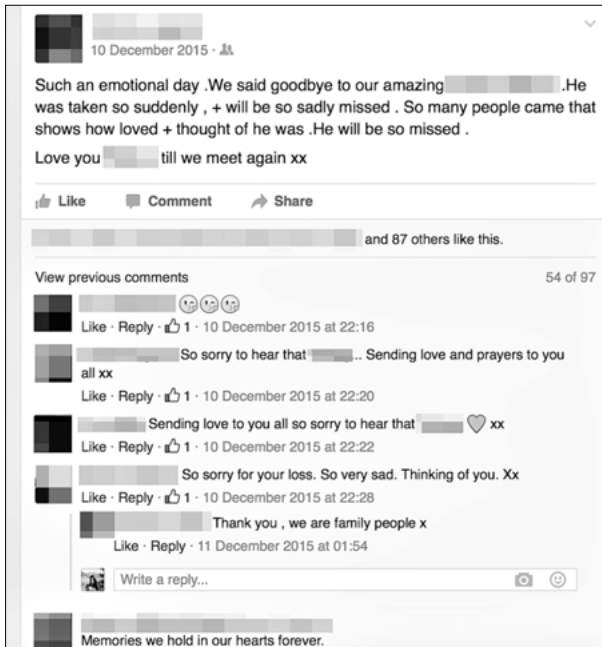 10 December 2015 ·
Such an emotional day .We said goodbye to our amazing .He
was taken so suddenly , + will be so sadly missed . So many people came that
shows how loved + thought of he was .He will be so missed .
Love you till we meet again xx
Like Comment Share
and 87 others like this.
View previous comments 54 of 97
Like · Reply · 1 · 10 December 2015 at 22:16
So sorry to hear that ... Sending love and prayers to you
all xx
Like · Reply · 1 · 10 December 2015 at 22:20
Sending love to you all so sorry to hear that xx
Like · Reply · 1 · 10 December 2015 at 22:22
So sorry for your loss. So very sad. Thinking of you. Xx
Like · Reply · 1 · 10 December 2015 at 22:28
Thank you , we are family people x
Like · Reply · 11 December 2015 at 01:54
Write a reply...
Memories we hold in our hearts forever.